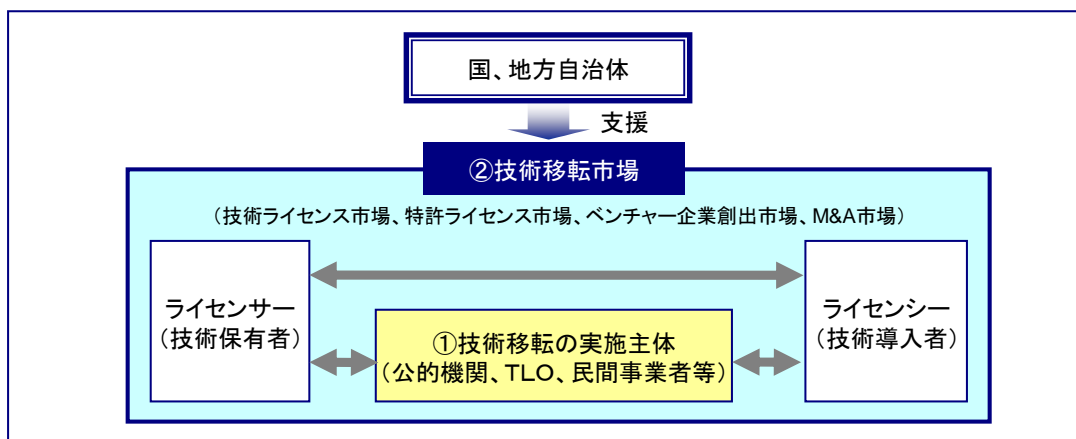 国、地方自治体
支援
②技術移転市場
（技術ライセンス市場、特許ライセンス市場、ベンチャー企業創出市場、M&A市場）
ライセンサー
（技術保有者）
①技術移転の実施主体
（公的機関、ＴＬＯ、民間事業者等）
ライセンシー
（技術導入者）